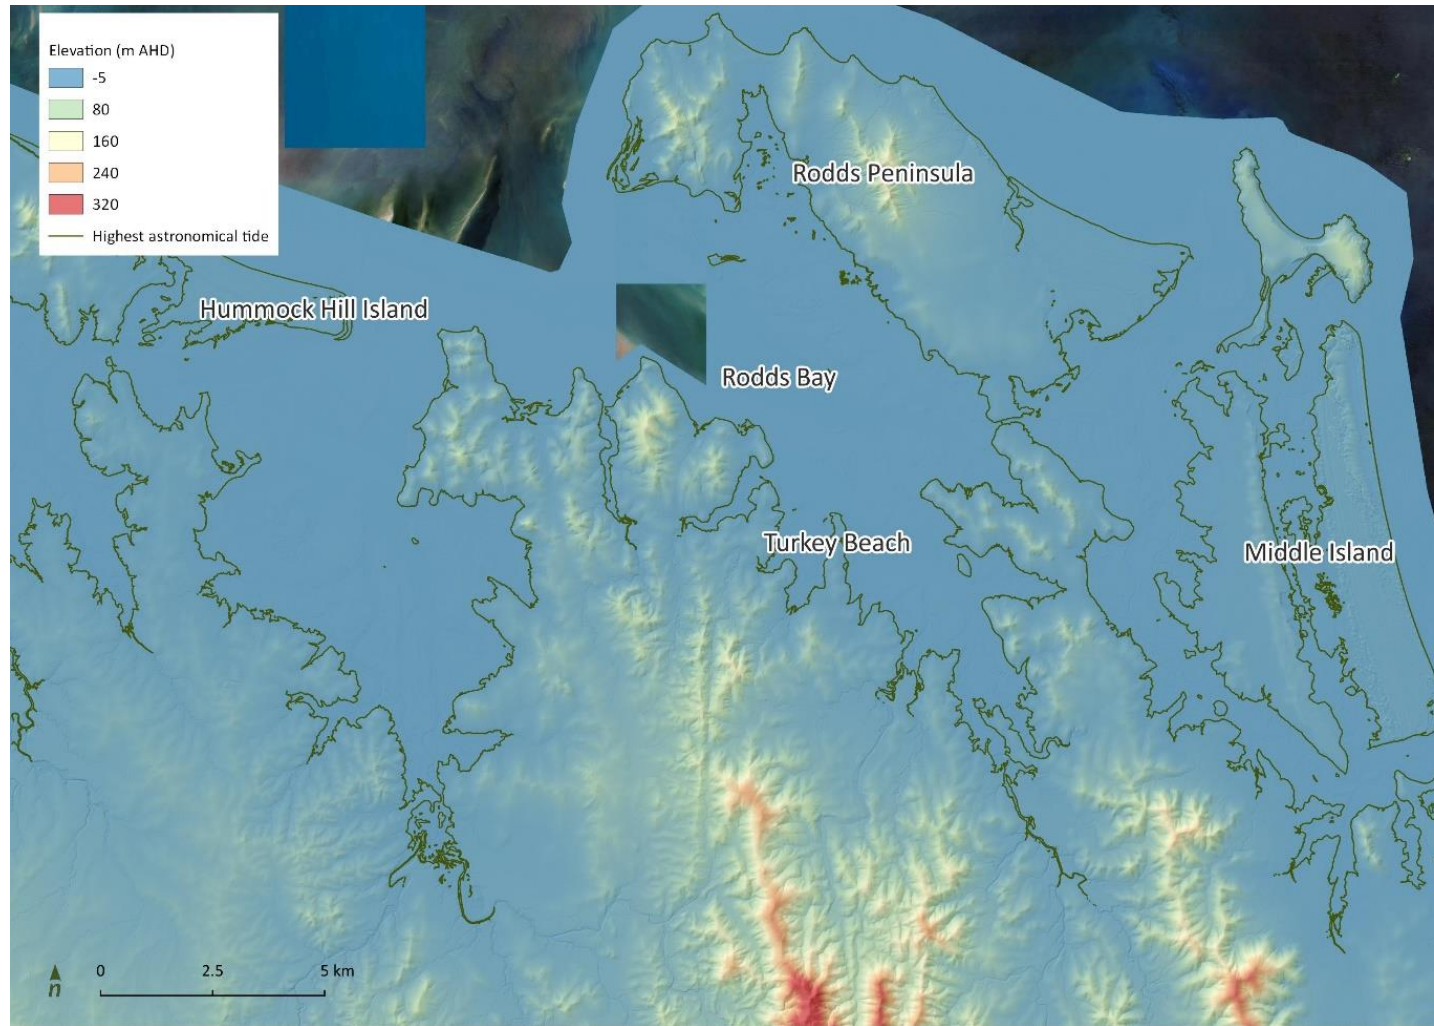 Elevation (m AHD)
-5
80
160
240
320
Highest astronomical tide
Rodds Peninsula
Hummock Hill Island
Rodds Bay
Turkey Beach
Middle Island
n
0 2.5 5 km